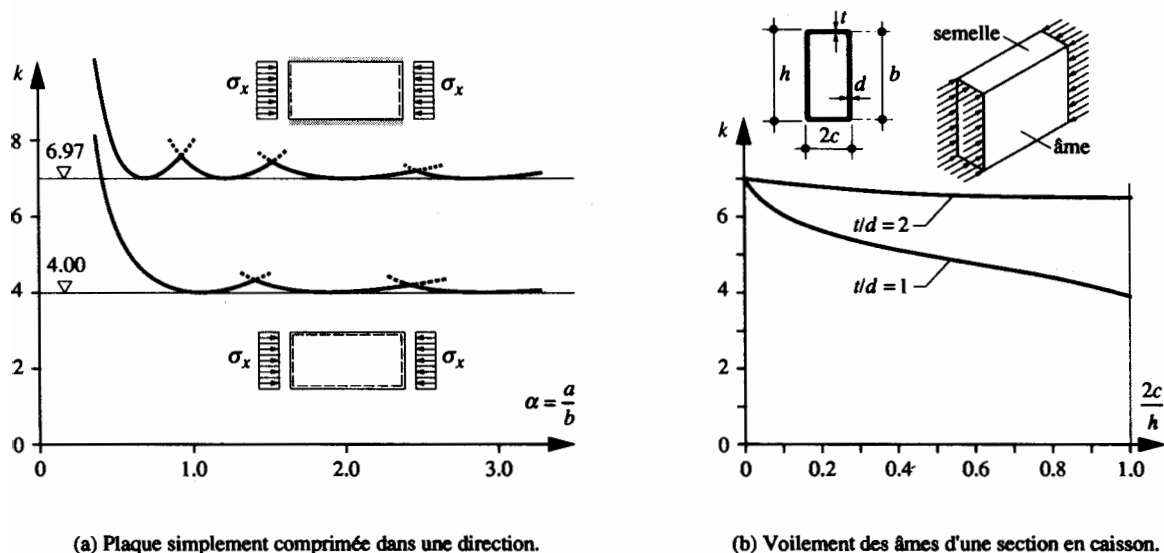 k
8
6.97
6
4.00
4
2
0
0
1.0
2.0
3.0
σx
σx
σx
σx
α = a/b
(a) Plaque simplement comprimée dans une direction.
t
h
d
b
2c
semelle
âme
k
6
4
2
0
0
0.2
0.4
0.6
0.8
1.0
t/d = 2
t/d = 1
2c/h
(b) Voilement des âmes d'une section en caisson.